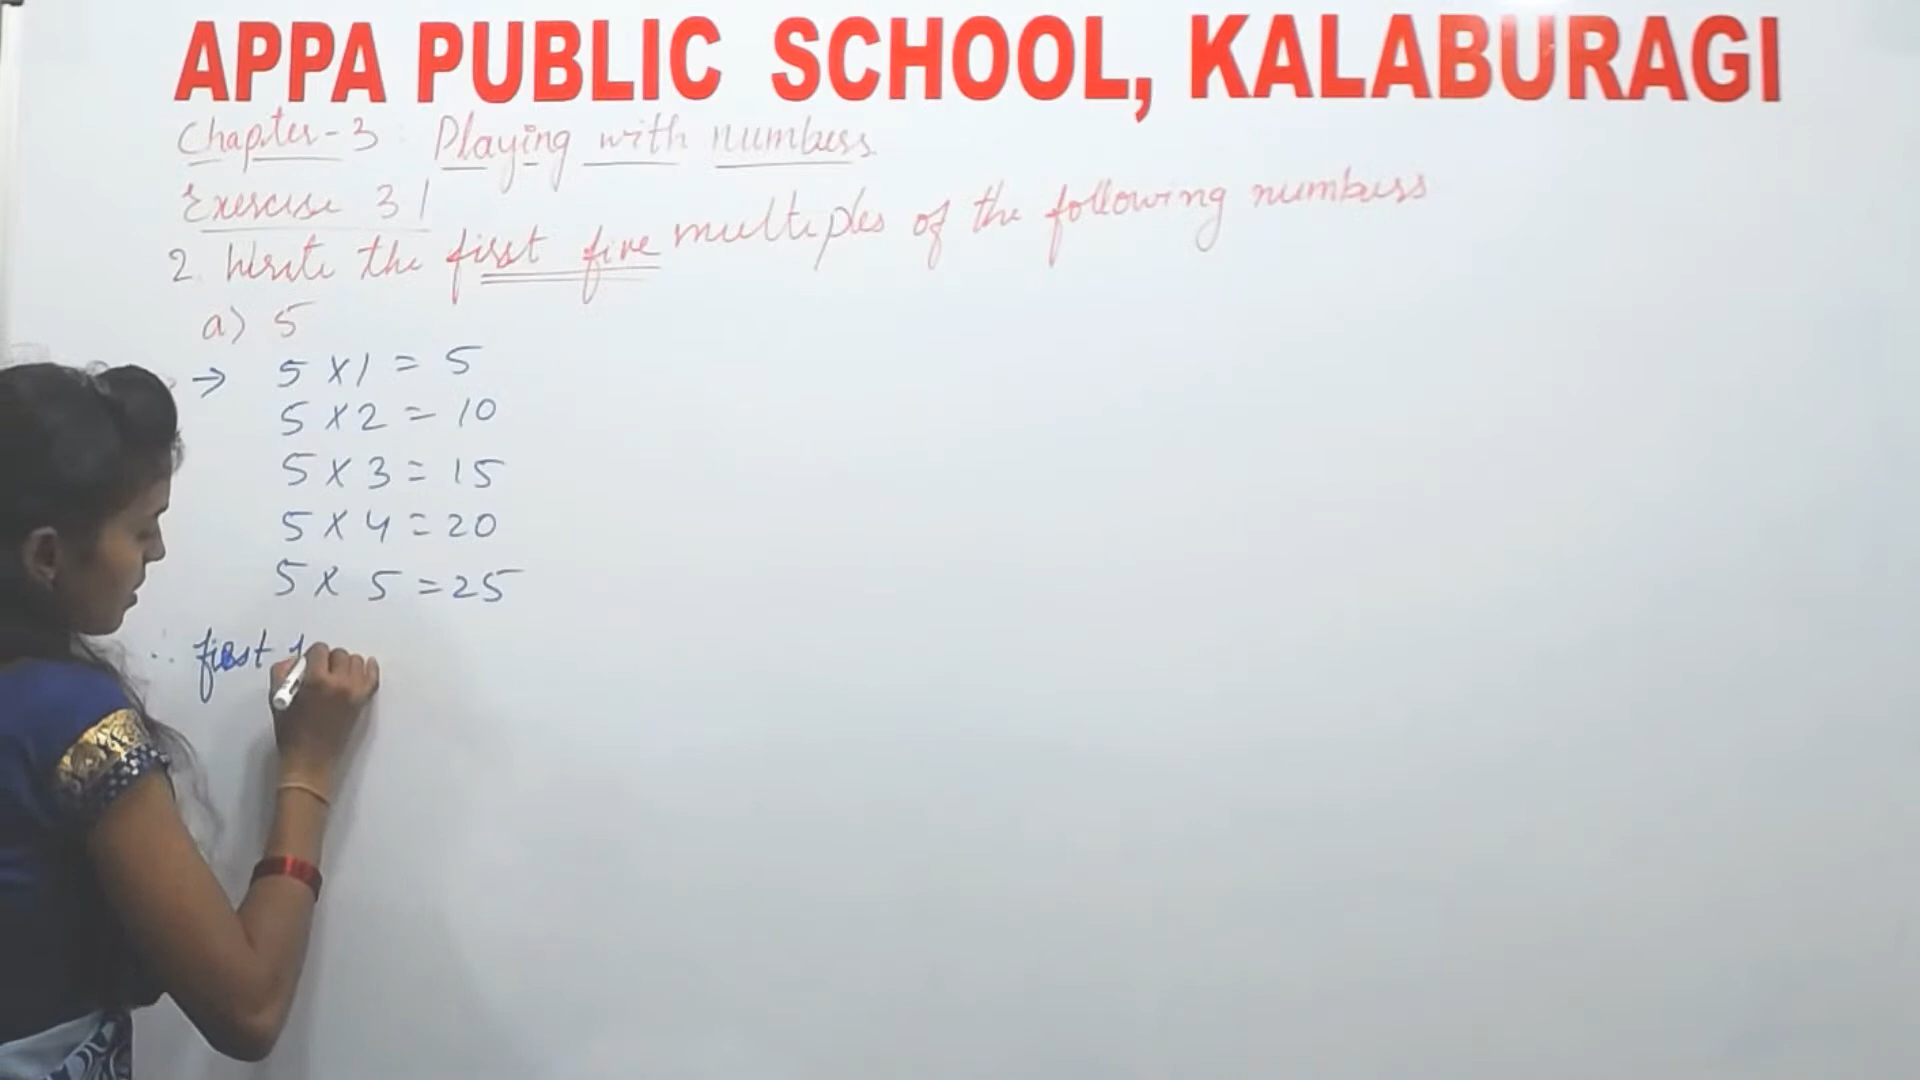 APPA PUBLIC SCHOOL, KALABURAGI
Chapter-3: Playing with numbers
Exercise 3.1
2. Write the first five multiples of the following numbers
a) 5
→ 5 × 1 = 5
5 × 2 = 10
5 × 3 = 15
5 × 4 = 20
5 × 5 = 25
∴ first f